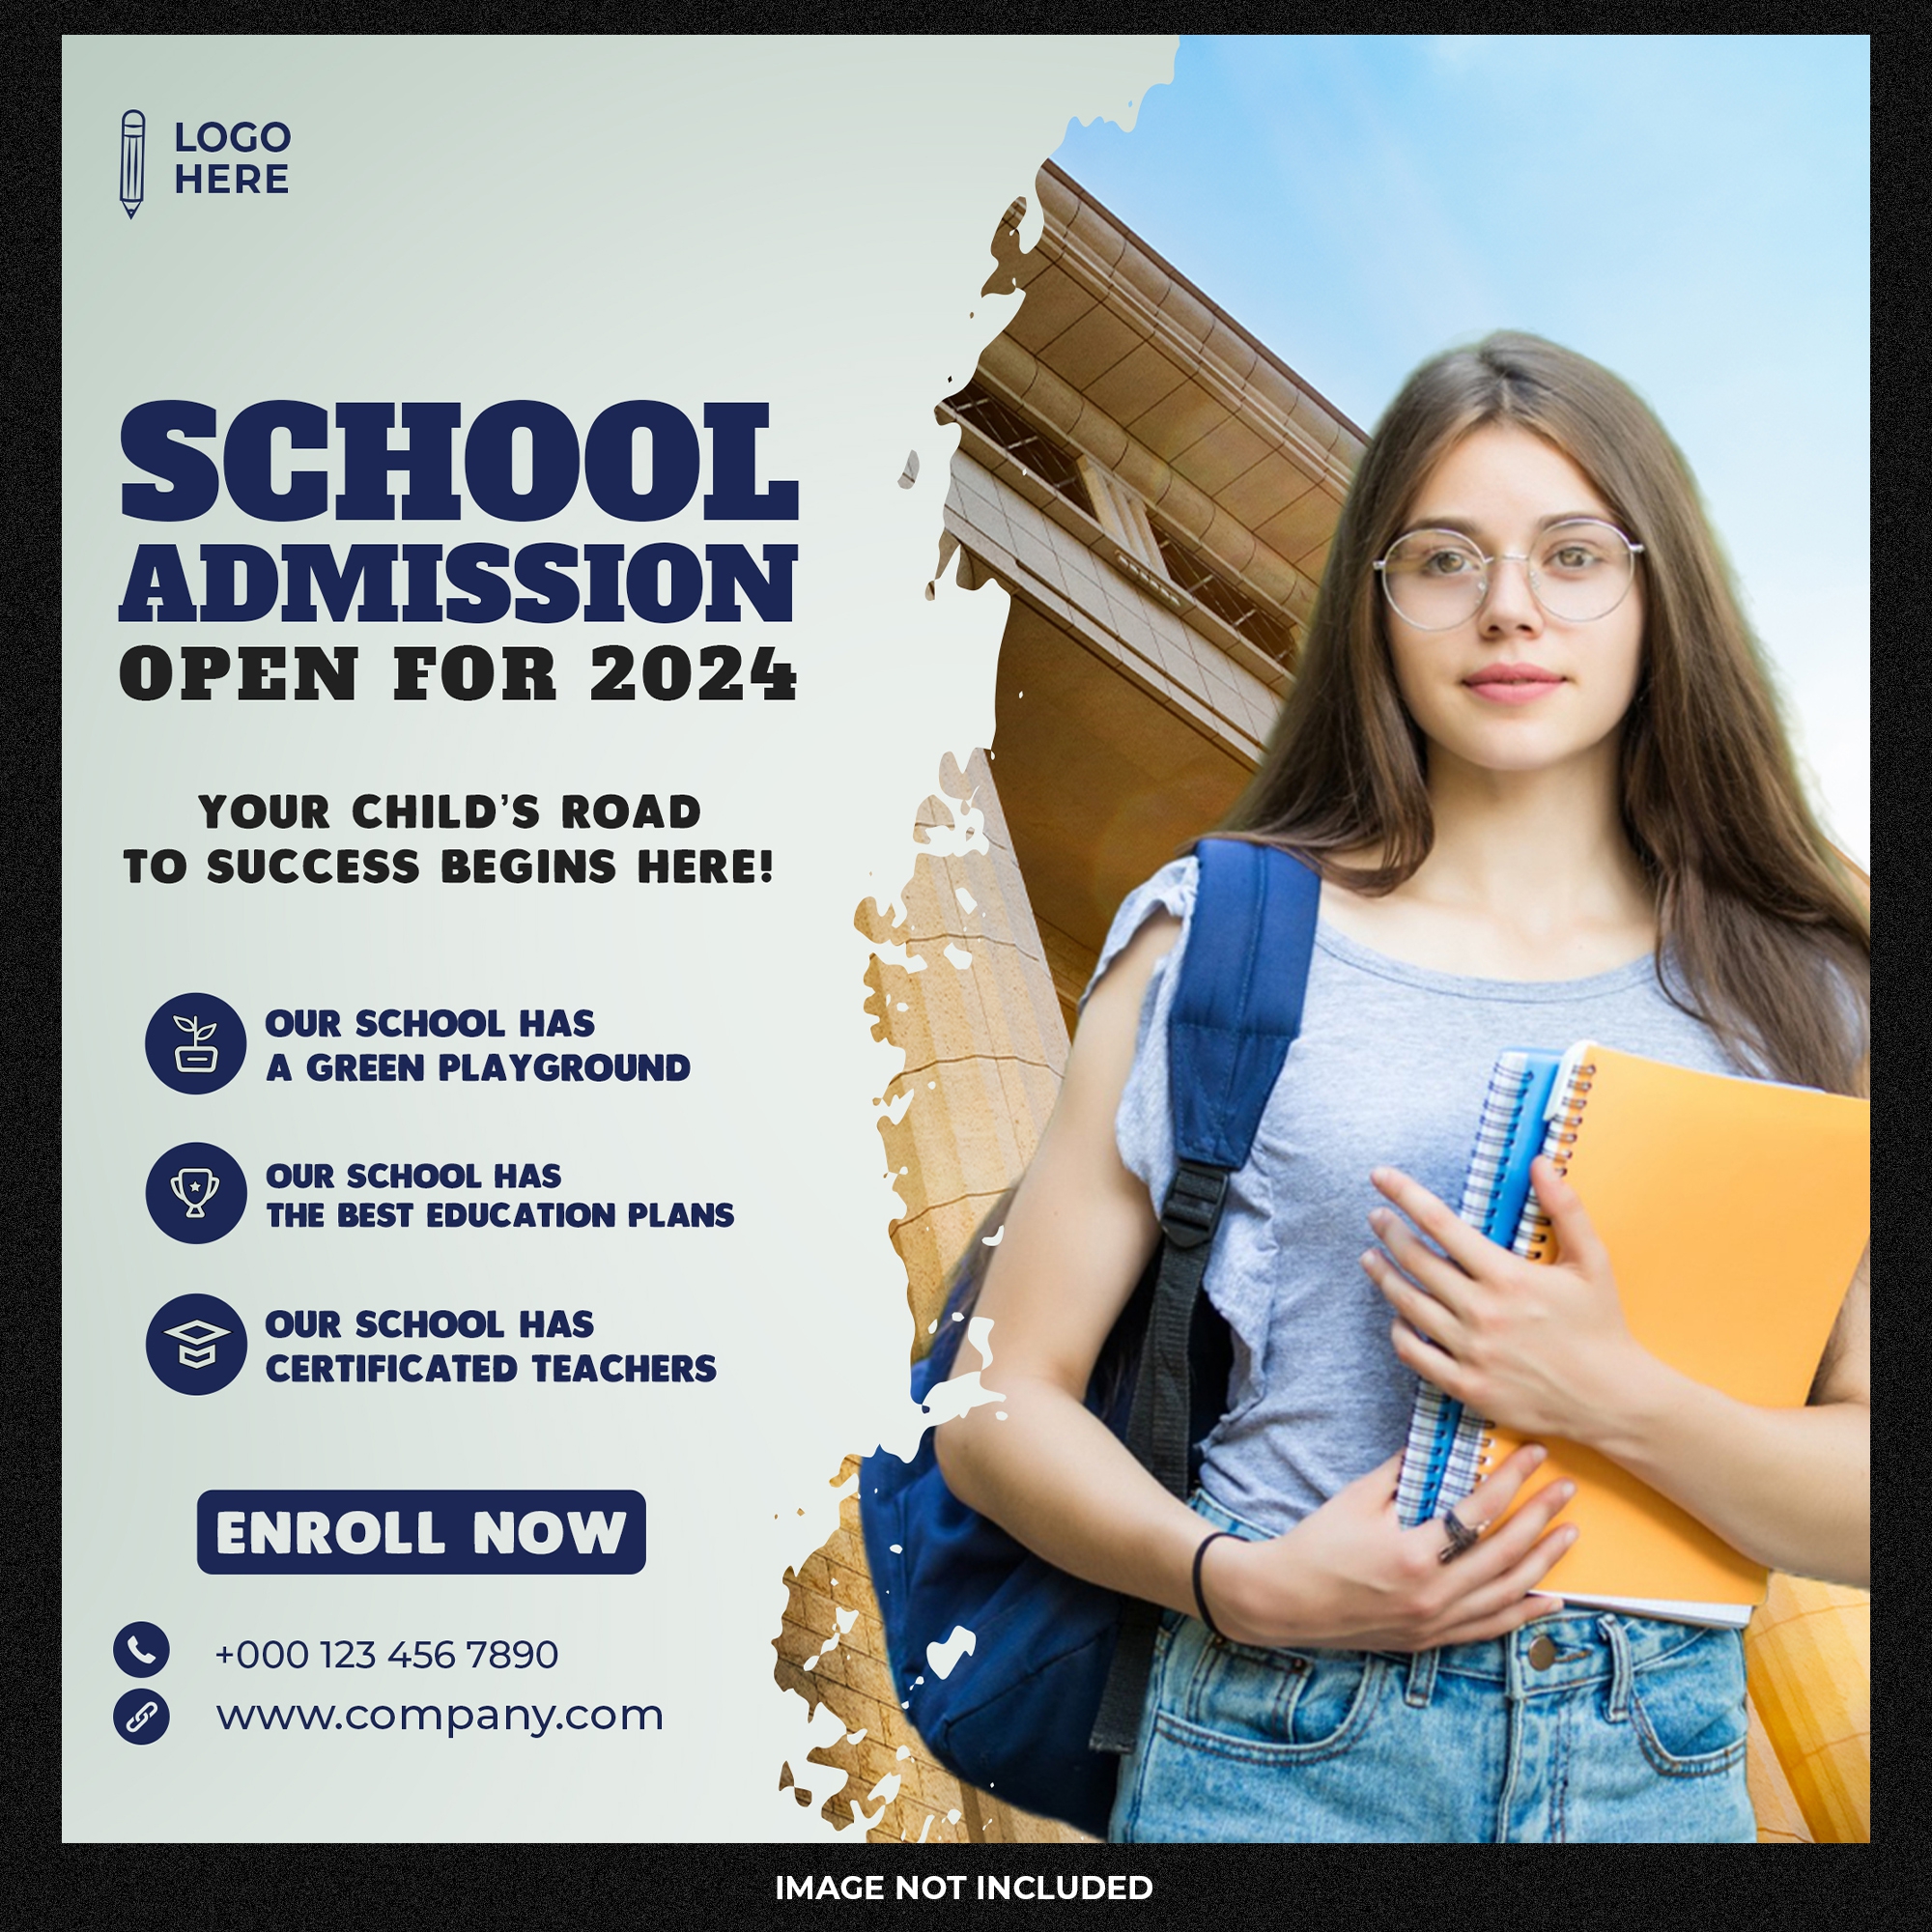 LOGO
HERE
SCHOOL
ADMISSION
OPEN FOR 2024
YOUR CHILD'S ROAD
TO SUCCESS BEGINS HERE!
OUR SCHOOL HAS
A GREEN PLAYGROUND
OUR SCHOOL HAS
THE BEST EDUCATION PLANS
OUR SCHOOL HAS
CERTIFICATED TEACHERS
ENROLL NOW
+000 123 456 7890
www.company.com
IMAGE NOT INCLUDED